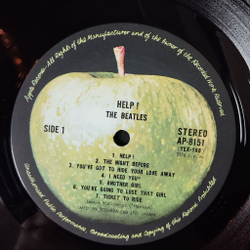 Apple Records-All Rights of the Manufacturer and of the Owner of the Recorded Work Reserved
HELP!
THE BEATLES
SIDE 1
STEREO
AP-8151
(YEX-168)
1. HELP!
2. THE NIGHT BEFORE
3. YOU'VE GOT TO HIDE YOUR LOVE AWAY
4. I NEED YOU
5. ANOTHER GIRL
6. YOU'RE GOING TO LOSE THAT GIRL
7. TICKET TO RIDE
Unauthorised Public Performance, Broadcasting and Copying of this Record Prohibited